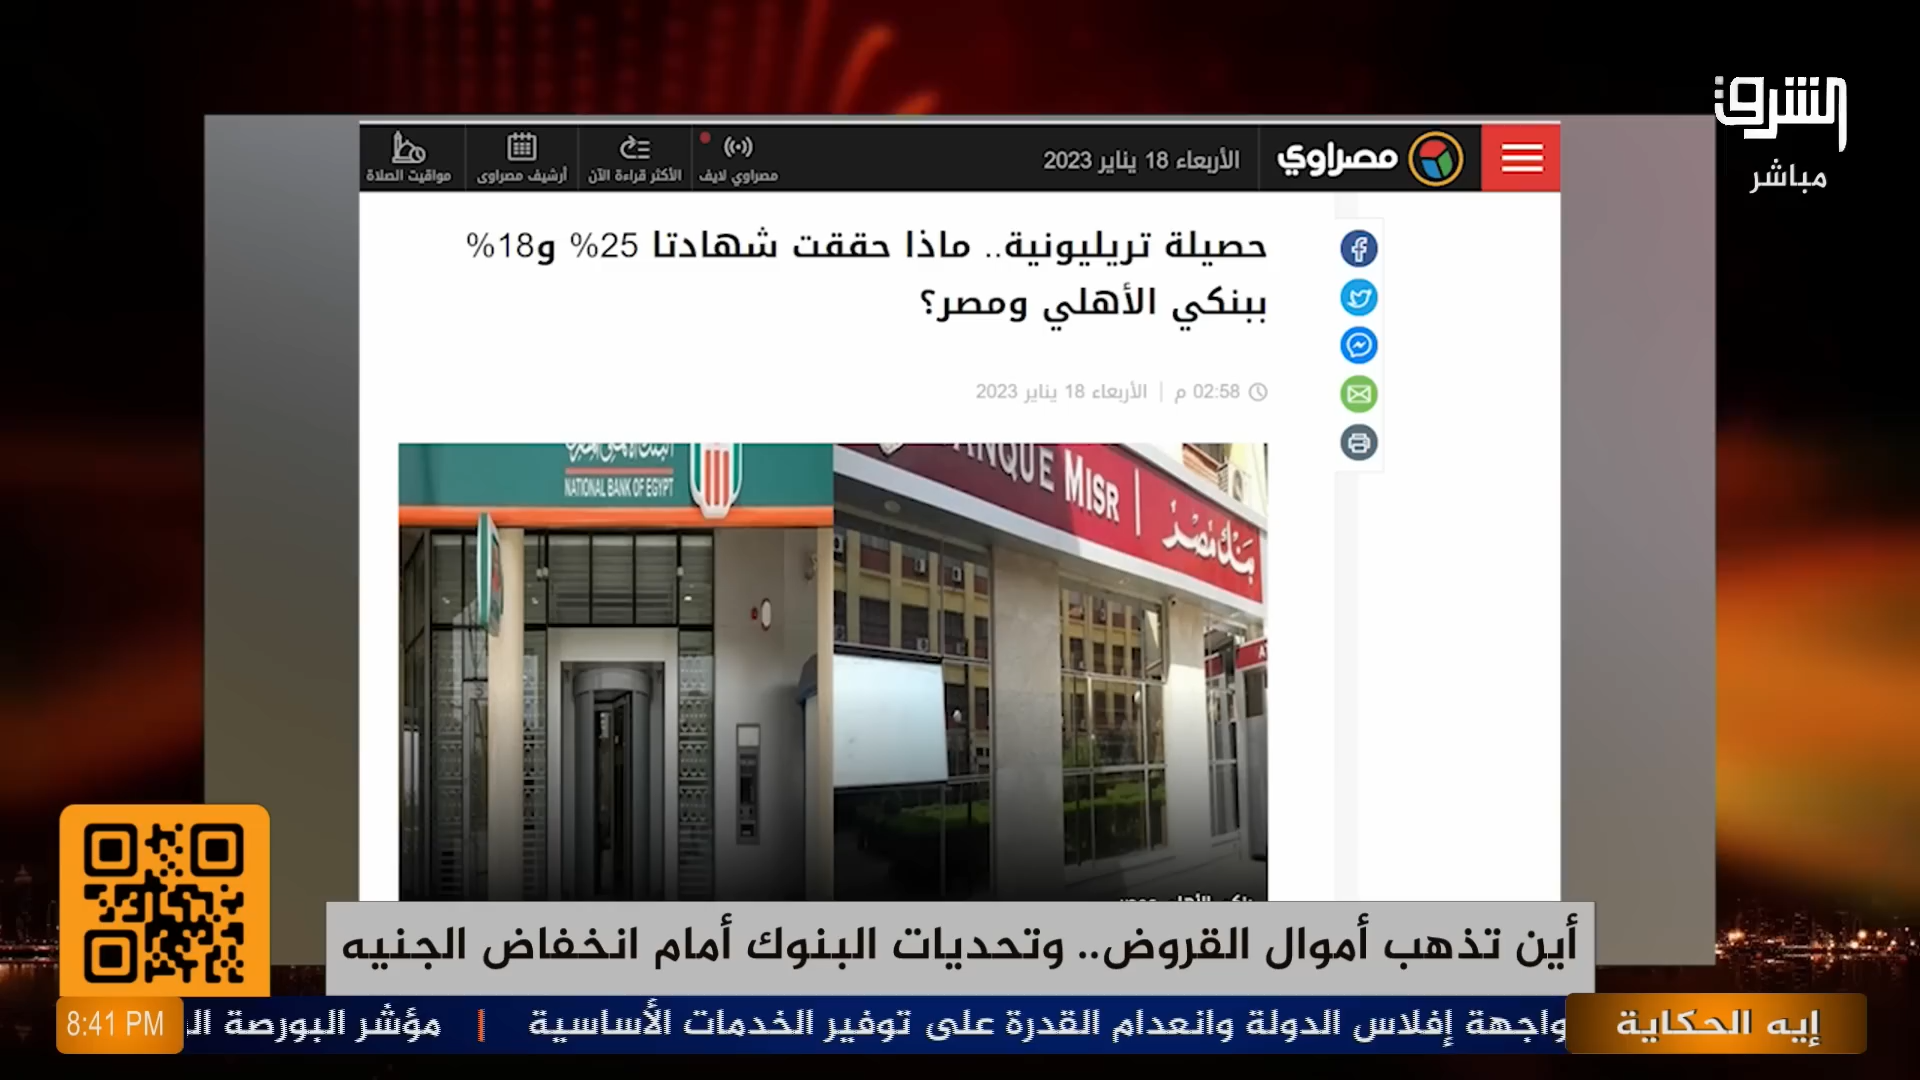 الشرق
مباشر
مصراوي
الأربعاء 18 يناير 2023
مصراوي لايف
الأكثر قراءة الآن
أرشيف مصراوى
مواقيت الصلاة
حصيلة تريليونية.. ماذا حققت شهادتا 25% و18%
ببنكي الأهلي ومصر؟
02:58 م | الأربعاء 18 يناير 2023
NATIONAL BANK OF EGYPT
BANQUE MISR | بنك مصر
أين تذهب أموال القروض.. وتحديات البنوك أمام انخفاض الجنيه
إيه الحكاية
واجهة إفلاس الدولة وانعدام القدرة على توفير الخدمات الأساسية | مؤشر البورصة
8:41 PM